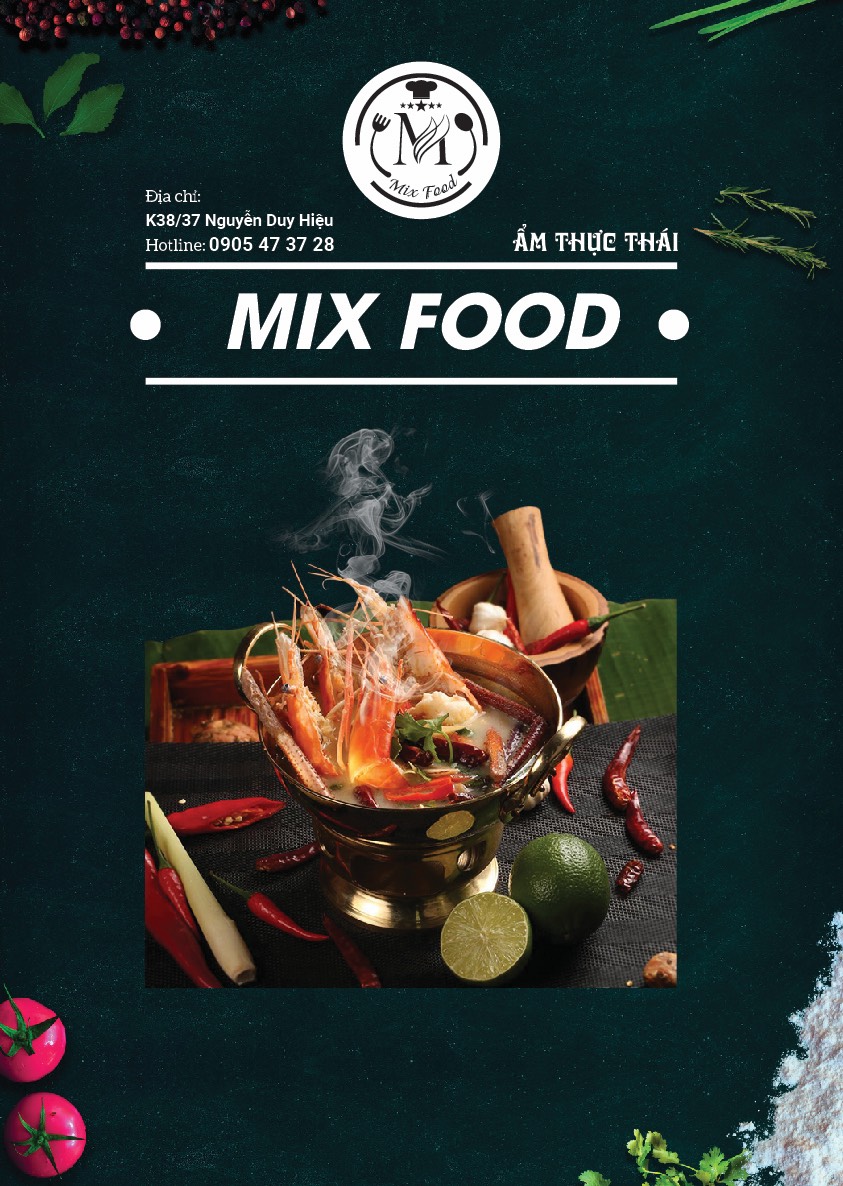 Mix Food
Địa chỉ:
K38/37 Nguyễn Duy Hiệu
Hotline: 0905 47 37 28
ẨM THỰC THÁI
MIX FOOD